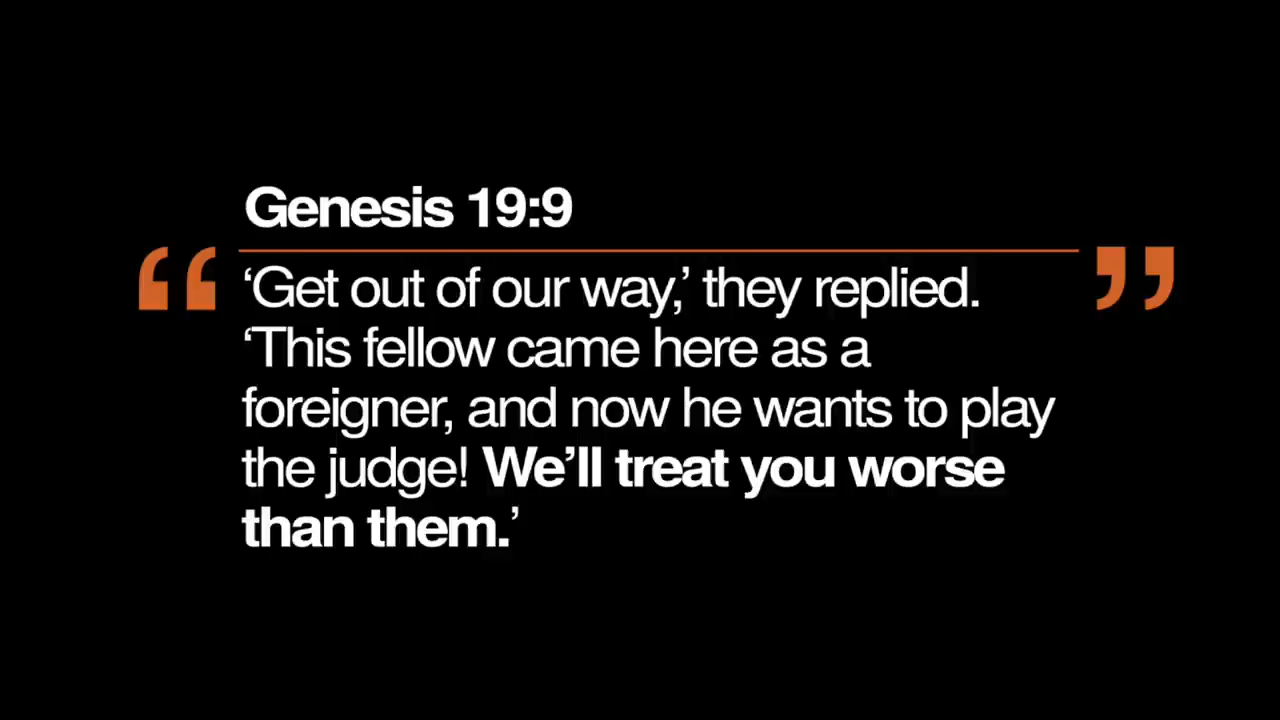 Genesis 19:9
“ ‘Get out of our way,’ they replied. ”
‘This fellow came here as a
foreigner, and now he wants to play
the judge! We’ll treat you worse
than them.’